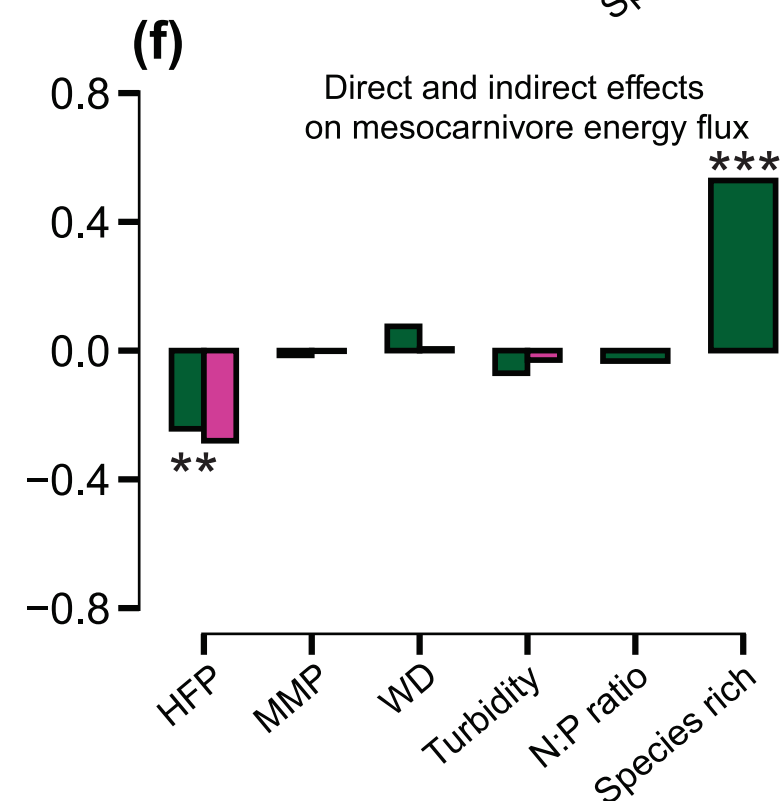 (f)
Direct and indirect effects
on mesocarnivore energy flux
0.8
***
0.4
0.0
**
−0.4
−0.8
HFP
MMP
WD
Turbidity
N:P ratio
Species rich